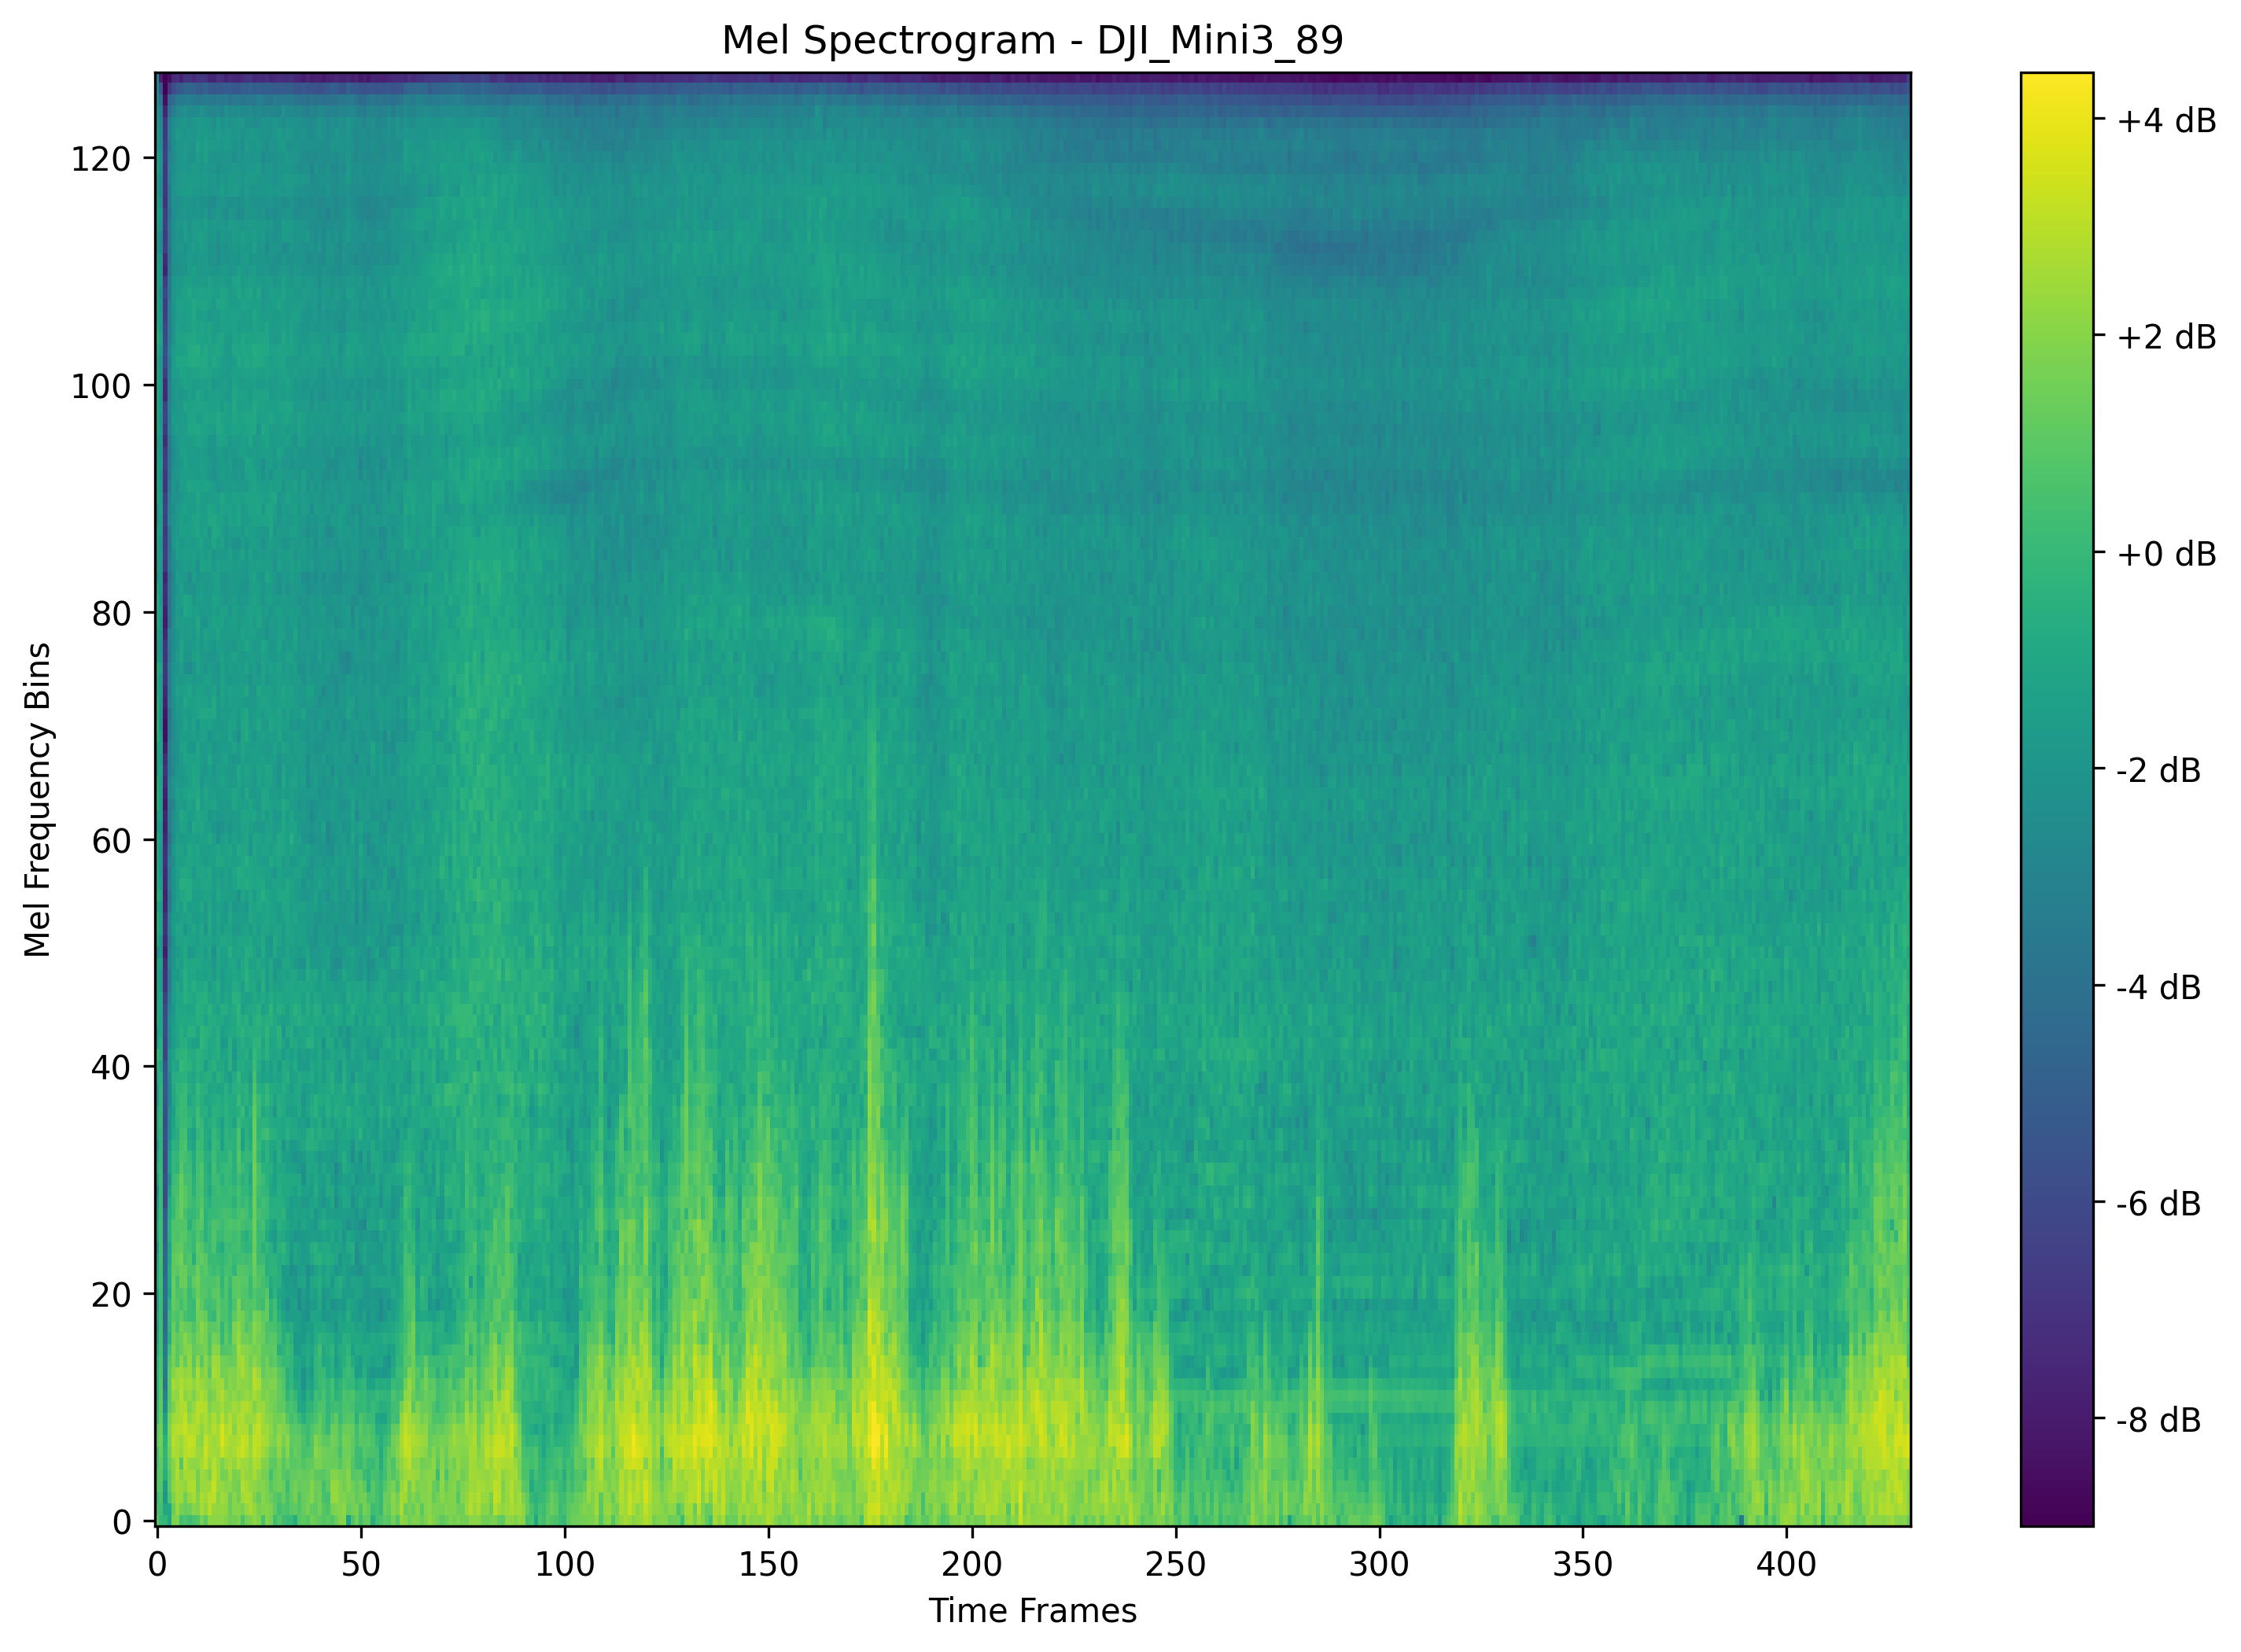 Mel Spectrogram - DJI_Mini3_89
Mel Frequency Bins
120
100
80
60
40
20
0
0 50 100 150 200 250 300 350 400
Time Frames
+4 dB
+2 dB
+0 dB
-2 dB
-4 dB
-6 dB
-8 dB